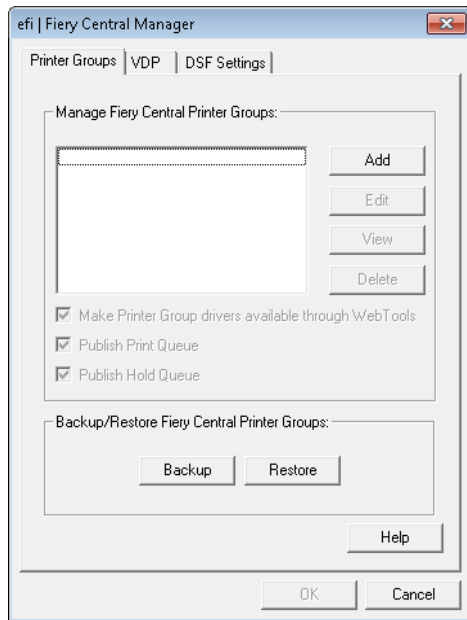 efi | Fiery Central Manager
Printer Groups VDP DSF Settings
Manage Fiery Central Printer Groups:
Add
Edit
View
Delete
Make Printer Group drivers available through WebTools
Publish Print Queue
Publish Hold Queue
Backup/Restore Fiery Central Printer Groups:
Backup Restore
Help
OK Cancel